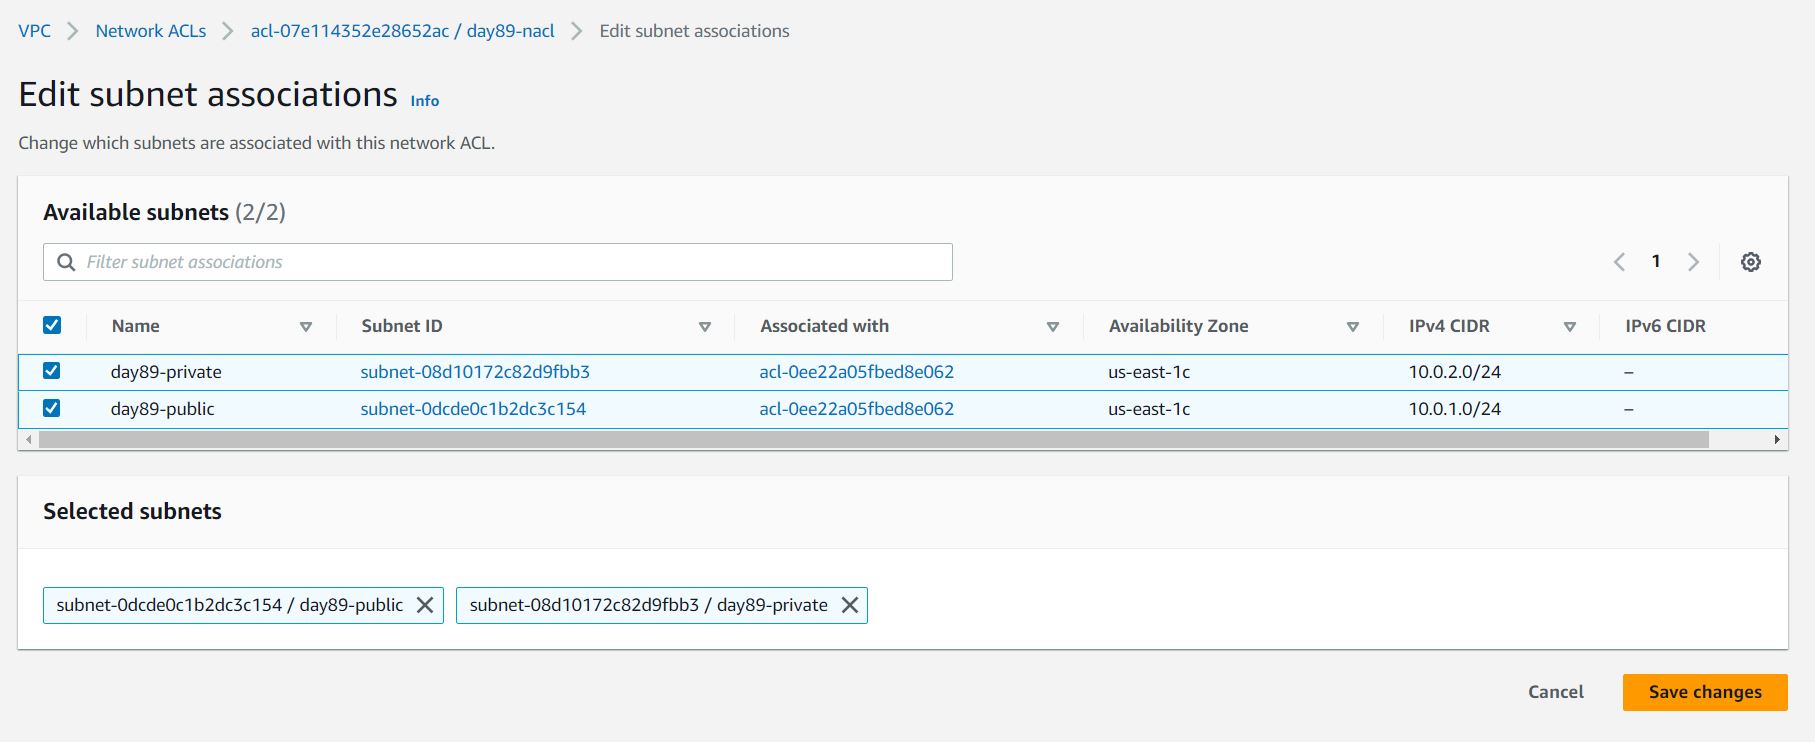 VPC > Network ACLs > acl-07e114352e28652ac / day89-nacl > Edit subnet associations
Edit subnet associations Info
Change which subnets are associated with this network ACL.
Available subnets (2/2)
Filter subnet associations
1
Name Subnet ID Associated with Availability Zone IPv4 CIDR IPv6 CIDR
day89-private subnet-08d10172c82d9fbb3 acl-0ee22a05fbed8e062 us-east-1c 10.0.2.0/24 –
day89-public subnet-0dcde0c1b2dc3c154 acl-0ee22a05fbed8e062 us-east-1c 10.0.1.0/24 –
Selected subnets
subnet-0dcde0c1b2dc3c154 / day89-public subnet-08d10172c82d9fbb3 / day89-private
Cancel Save changes